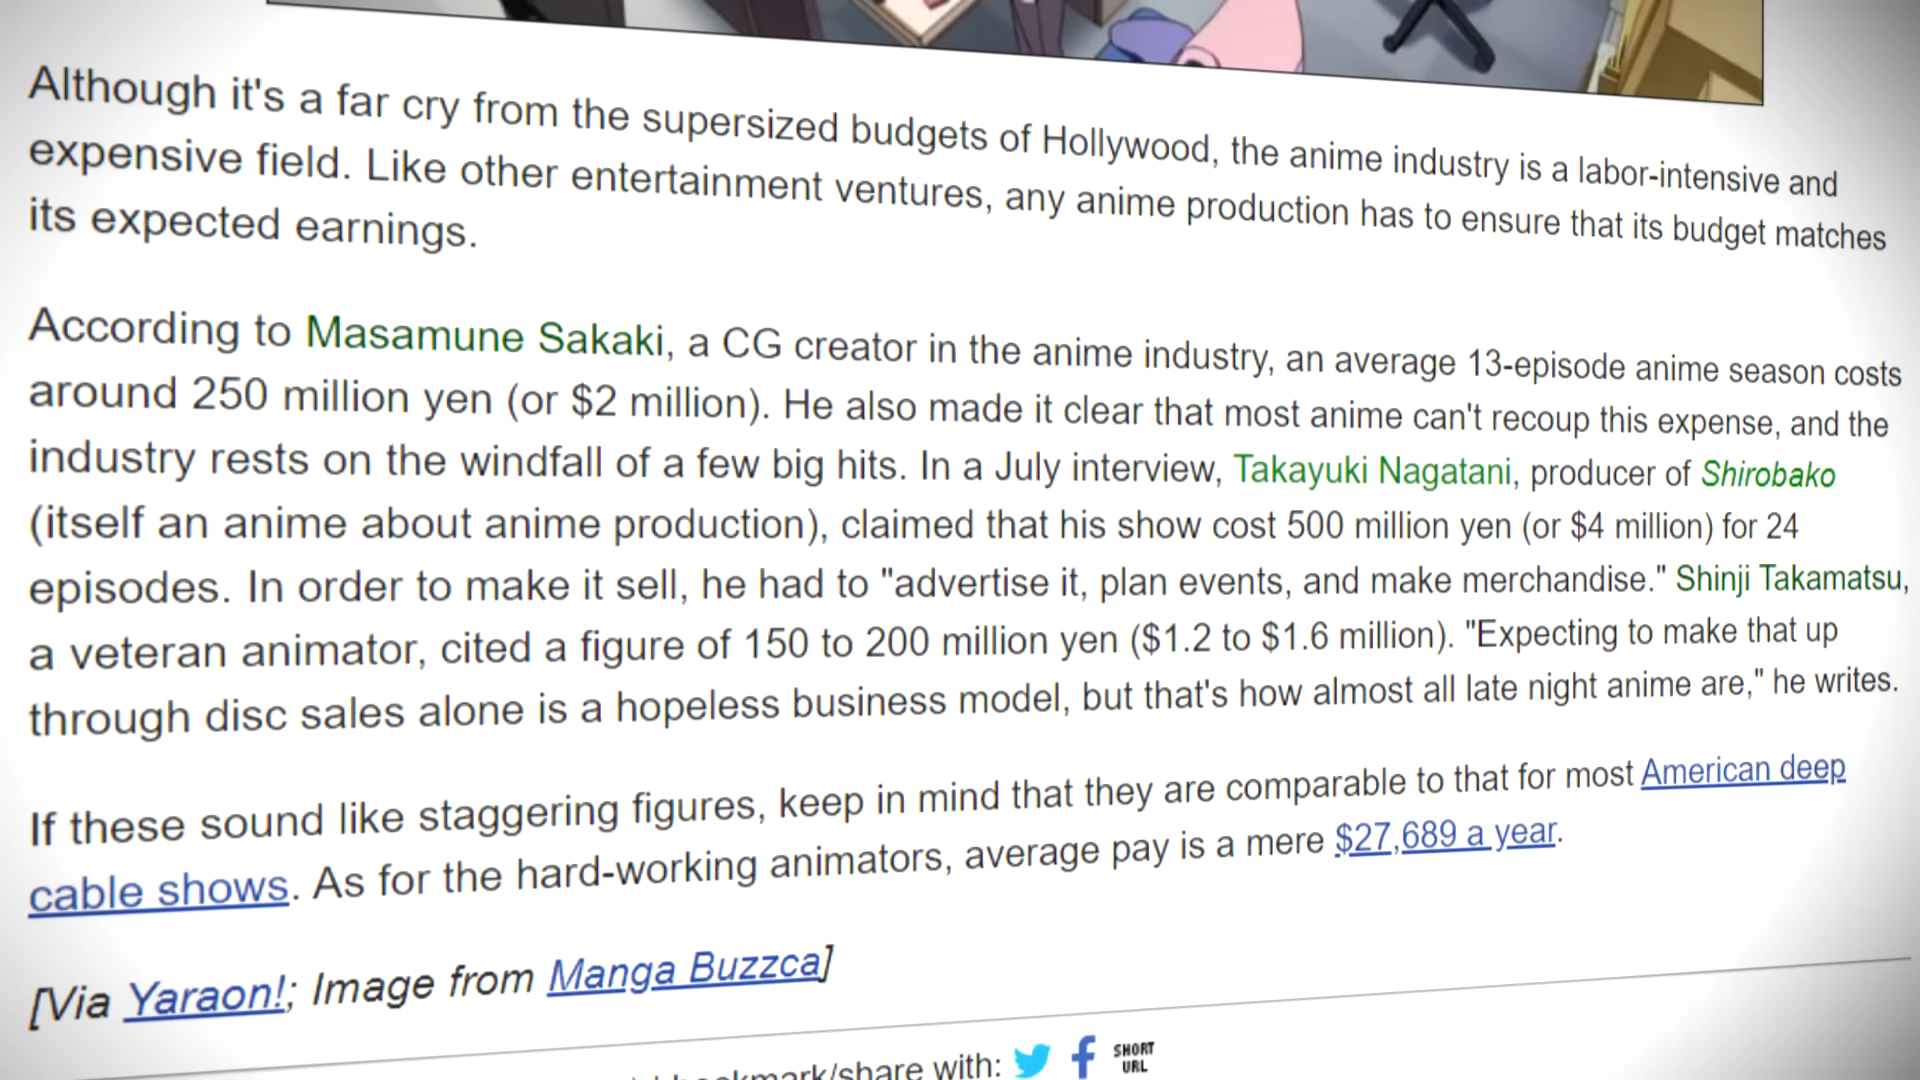 Although it's a far cry from the supersized budgets of Hollywood, the anime industry is a labor-intensive and
expensive field. Like other entertainment ventures, any anime production has to ensure that its budget matches
its expected earnings.
According to Masamune Sakaki, a CG creator in the anime industry, an average 13-episode anime season costs
around 250 million yen (or $2 million). He also made it clear that most anime can't recoup this expense, and the
industry rests on the windfall of a few big hits. In a July interview, Takayuki Nagatani, producer of Shirobako
(itself an anime about anime production), claimed that his show cost 500 million yen (or $4 million) for 24
episodes. In order to make it sell, he had to "advertise it, plan events, and make merchandise." Shinji Takamatsu,
a veteran animator, cited a figure of 150 to 200 million yen ($1.2 to $1.6 million). "Expecting to make that up
through disc sales alone is a hopeless business model, but that's how almost all late night anime are," he writes.
If these sound like staggering figures, keep in mind that they are comparable to that for most American deep
cable shows. As for the hard-working animators, average pay is a mere $27,689 a year.
[Via Yaraon!; Image from Manga Buzzca]
bookmark/share with: SHORT
URL